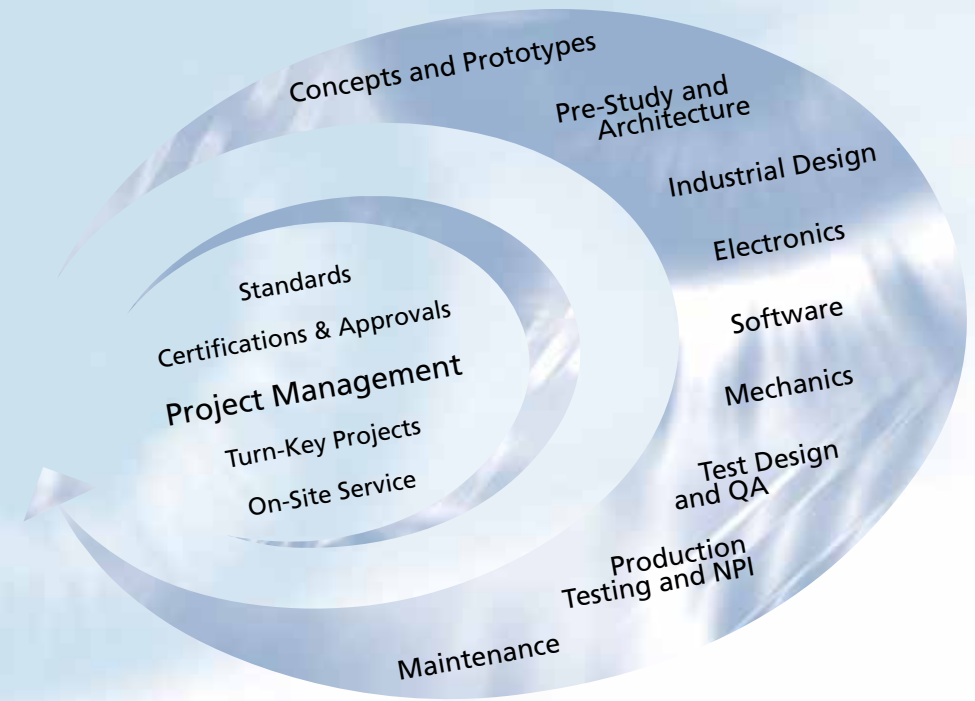 Concepts and Prototypes
Pre-Study and
Architecture
Industrial Design
Electronics
Software
Mechanics
Test Design
and QA
Production
Testing and NPI
Maintenance
Standards
Certifications & Approvals
Project Management
Turn-Key Projects
On-Site Service